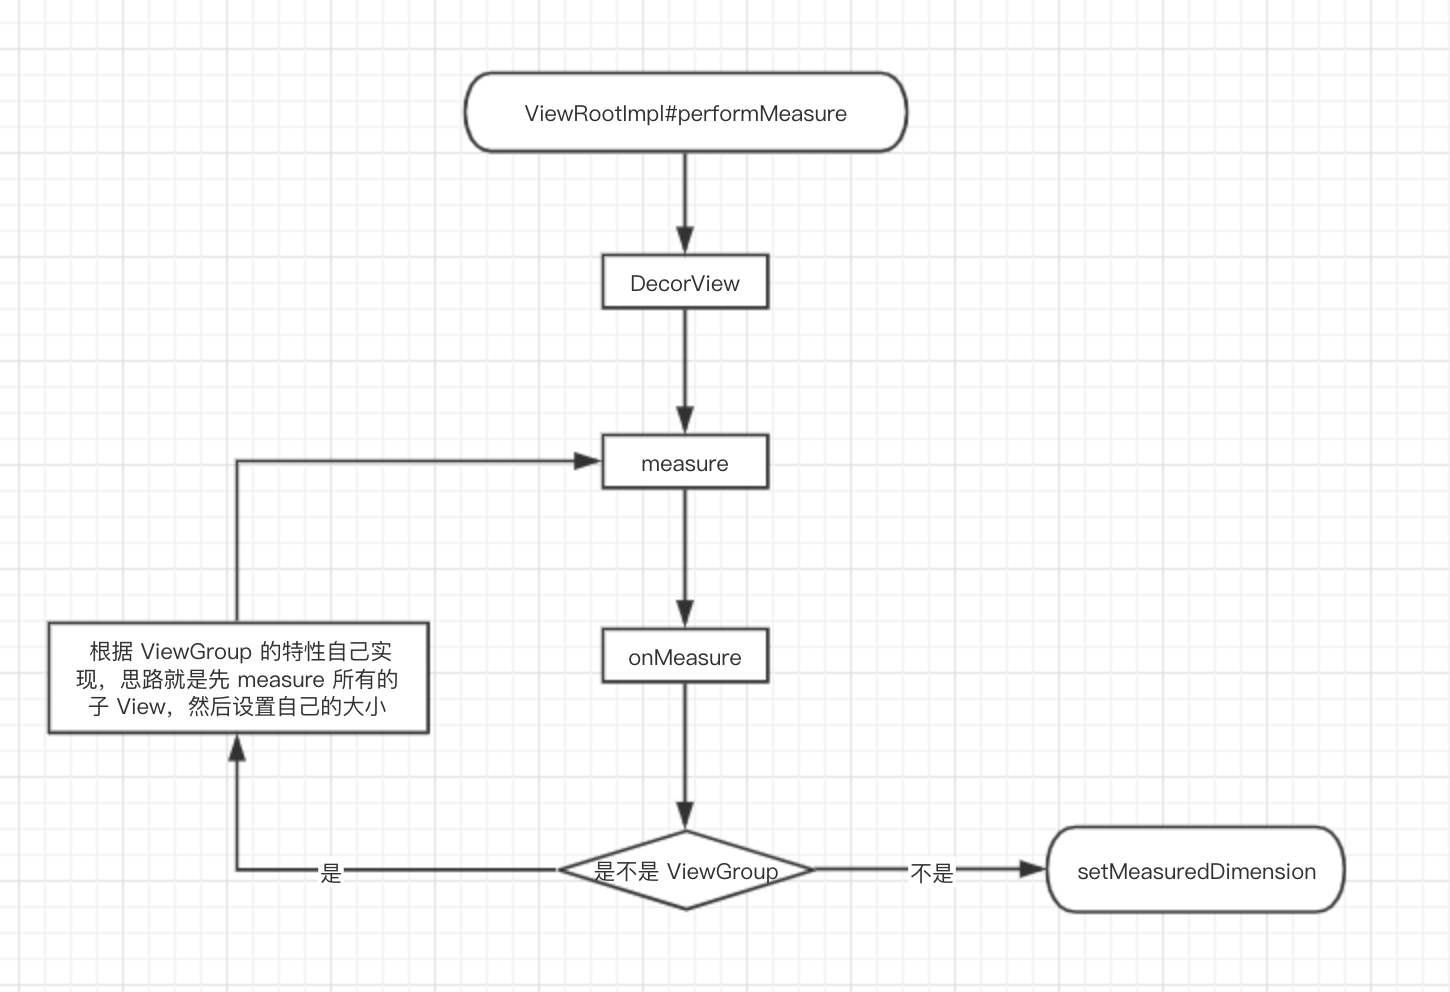 ViewRootImpl#performMeasure
DecorView
measure
onMeasure
根据 ViewGroup 的特性自己实
现，思路就是先 measure 所有的
子 View，然后设置自己的大小
是
是不是 ViewGroup
不是
setMeasuredDimension